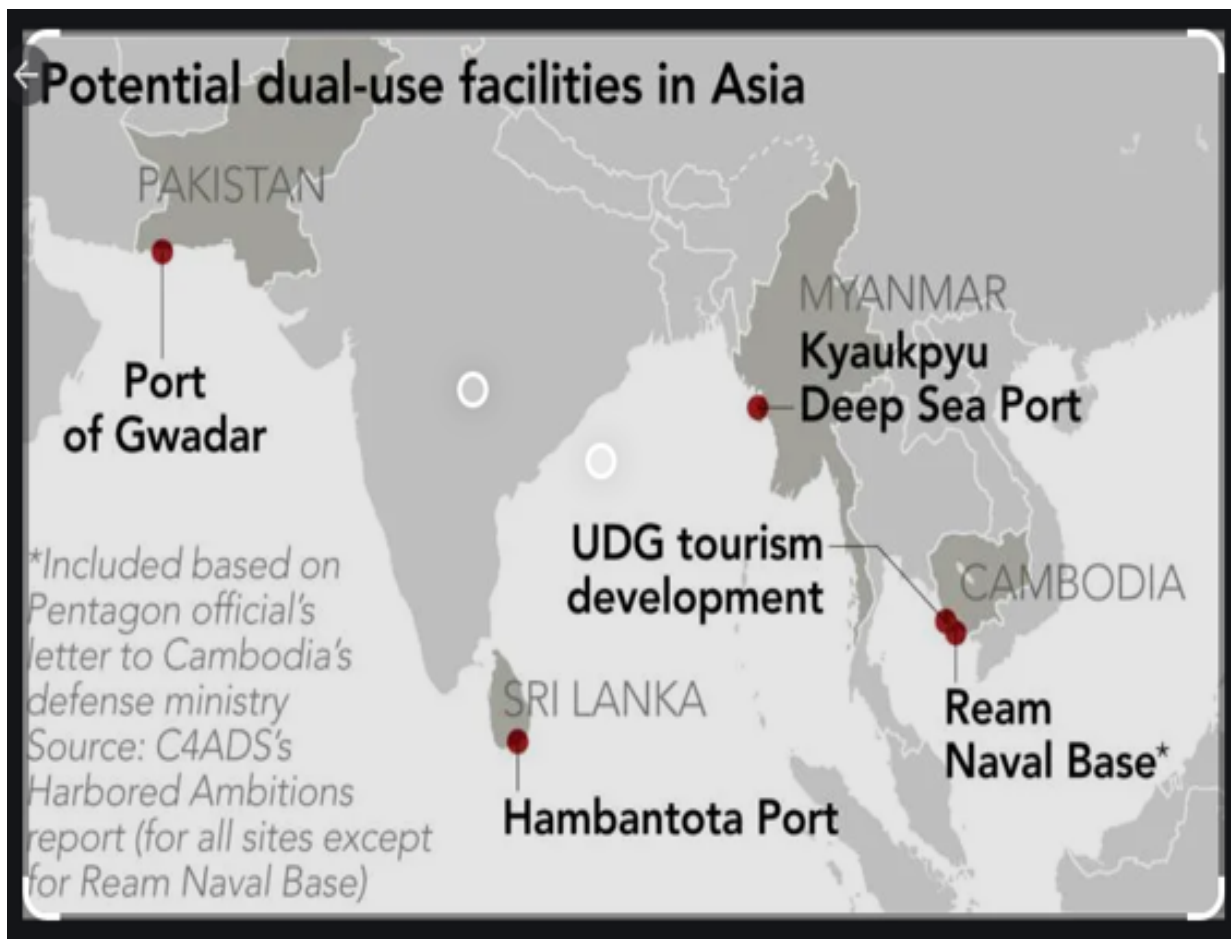 Potential dual-use facilities in Asia
PAKISTAN
Port
of Gwadar
MYANMAR
Kyaukpyu
Deep Sea Port
UDG tourism
development
CAMBODIA
Ream
Naval Base*
SRI LANKA
Hambantota Port
*Included based on
Pentagon official's
letter to Cambodia's
defense ministry
Source: C4ADS's
Harbored Ambitions
report (for all sites except
for Ream Naval Base)